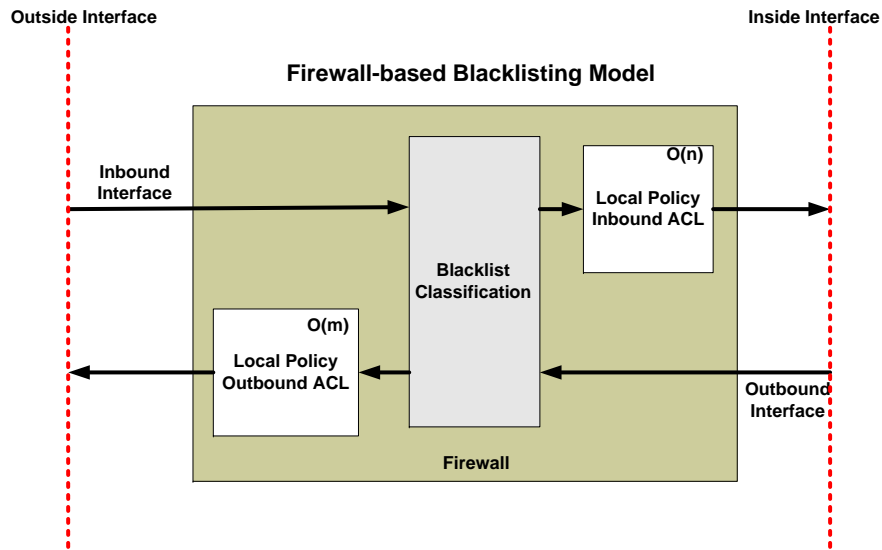 Outside Interface
Inside Interface
Firewall-based Blacklisting Model
Inbound
Interface
O(n)
Local Policy
Inbound ACL
Blacklist
Classification
O(m)
Local Policy
Outbound ACL
Outbound
Interface
Firewall